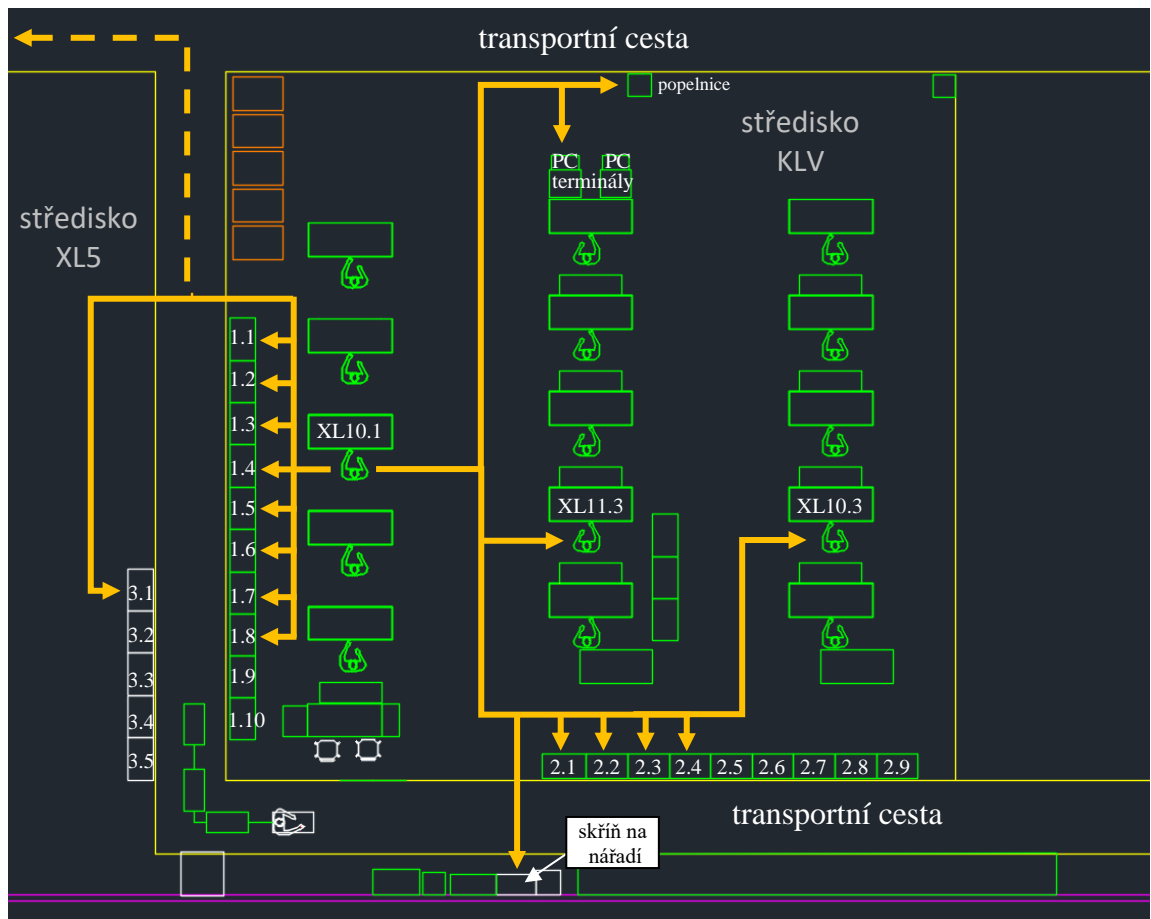 transportní cesta
popelnice
středisko
KLV
PC
PC
terminály
středisko
XL5
1.1
1.2
1.3
XL10.1
1.4
1.5
XL11.3
XL10.3
1.6
3.1
1.7
3.2
1.8
3.3
1.9
3.4
1.10
3.5
2.1
2.2
2.3
2.4
2.5
2.6
2.7
2.8
2.9
transportní cesta
skříň na
nářadí